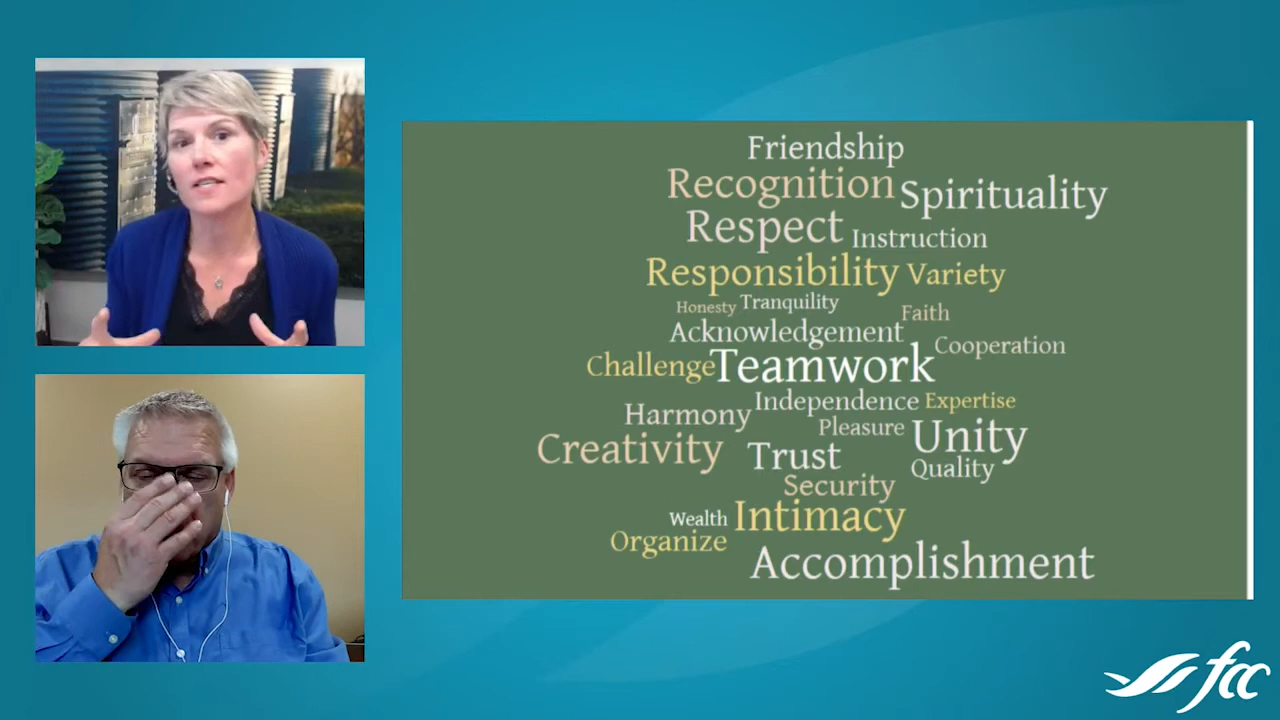 Friendship
Recognition Spirituality
Respect Instruction
Responsibility Variety
Honesty Tranquility Faith
Acknowledgement Cooperation
Challenge Teamwork
Harmony Independence Expertise
Pleasure Unity
Creativity Trust Quality
Security
Wealth Intimacy
Organize
Accomplishment
fcc